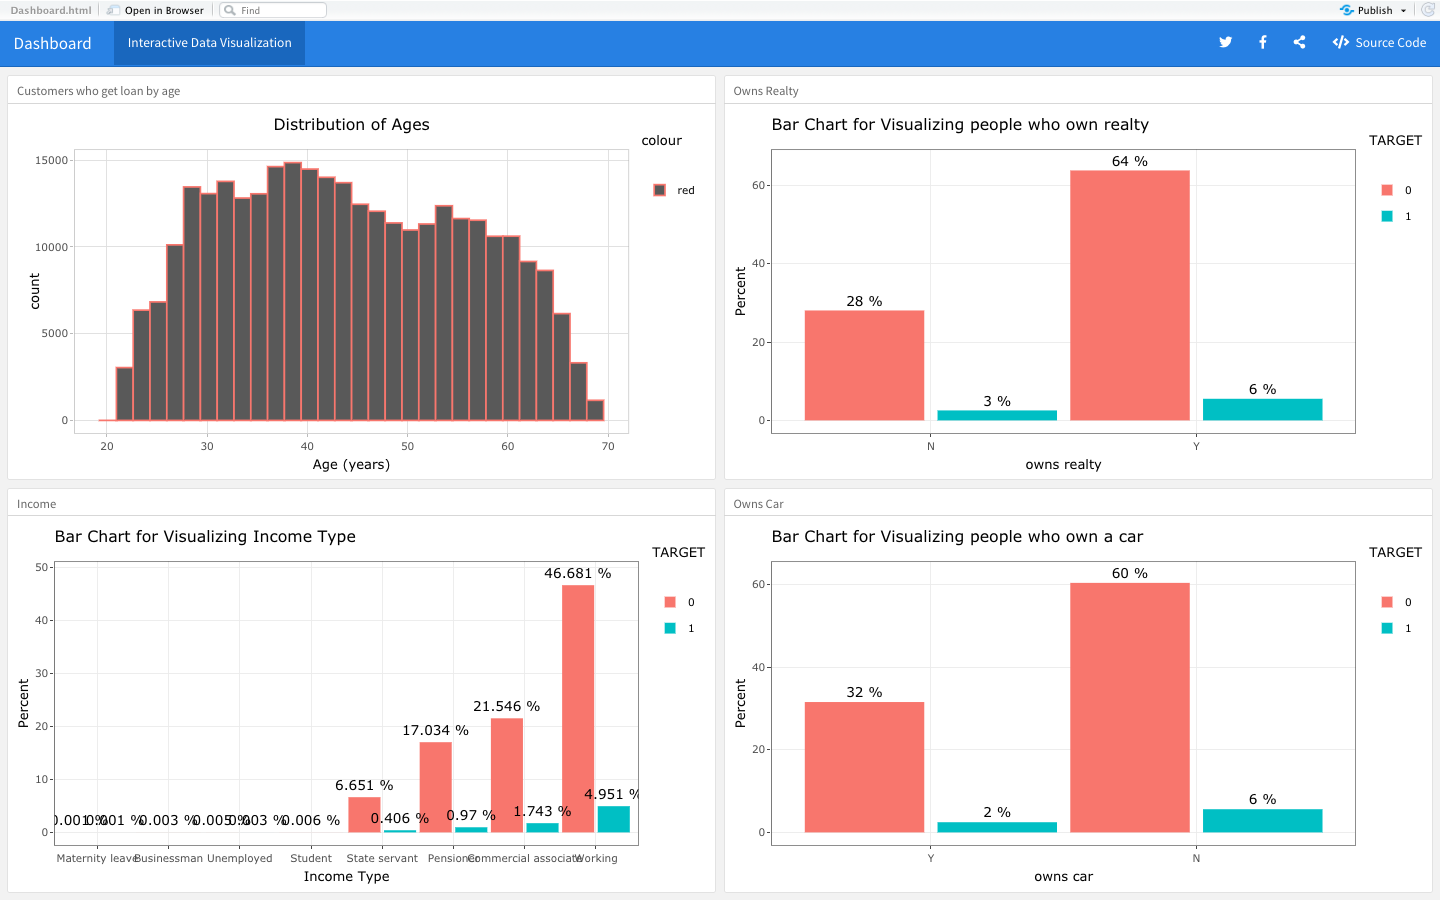 Dashboard.html Open in Browser Find Publish
Dashboard Interactive Data Visualization Source Code
Customers who get loan by age
Distribution of Ages
colour
red
15000
10000
5000
0
count
20 30 40 50 60 70
Age (years)
Owns Realty
Bar Chart for Visualizing people who own realty
TARGET
0
1
64 %
28 %
3 %
6 %
60
40
20
0
Percent
N Y
owns realty
Income
Bar Chart for Visualizing Income Type
TARGET
0
1
46.681 %
21.546 %
17.034 %
6.651 %
4.951 %
1.743 %
0.97 %
0.406 %
0.003 % 0.003 % 0.006 %
50
40
30
20
10
0
Percent
Maternity leave Businessman Unemployed Student State servant Pensioner Commercial associate Working
Income Type
Owns Car
Bar Chart for Visualizing people who own a car
TARGET
0
1
60 %
32 %
2 %
6 %
60
40
20
0
Percent
Y N
owns car